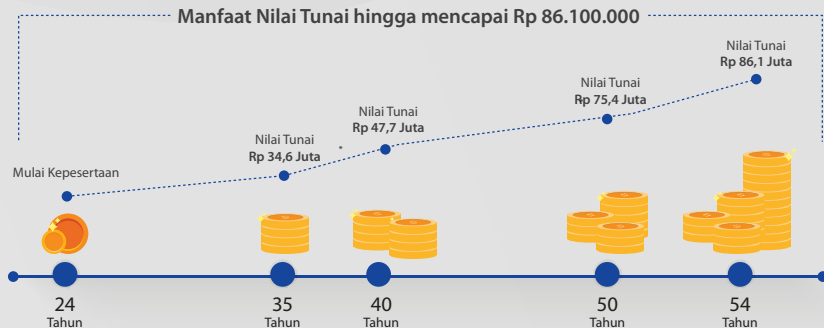 Manfaat Nilai Tunai hingga mencapai Rp 86.100.000
Nilai Tunai
Rp 86,1 Juta
Nilai Tunai
Rp 75,4 Juta
Nilai Tunai
Rp 47,7 Juta
Nilai Tunai
Rp 34,6 Juta
*
Mulai Kepesertaan
24
Tahun
35
Tahun
40
Tahun
50
Tahun
54
Tahun